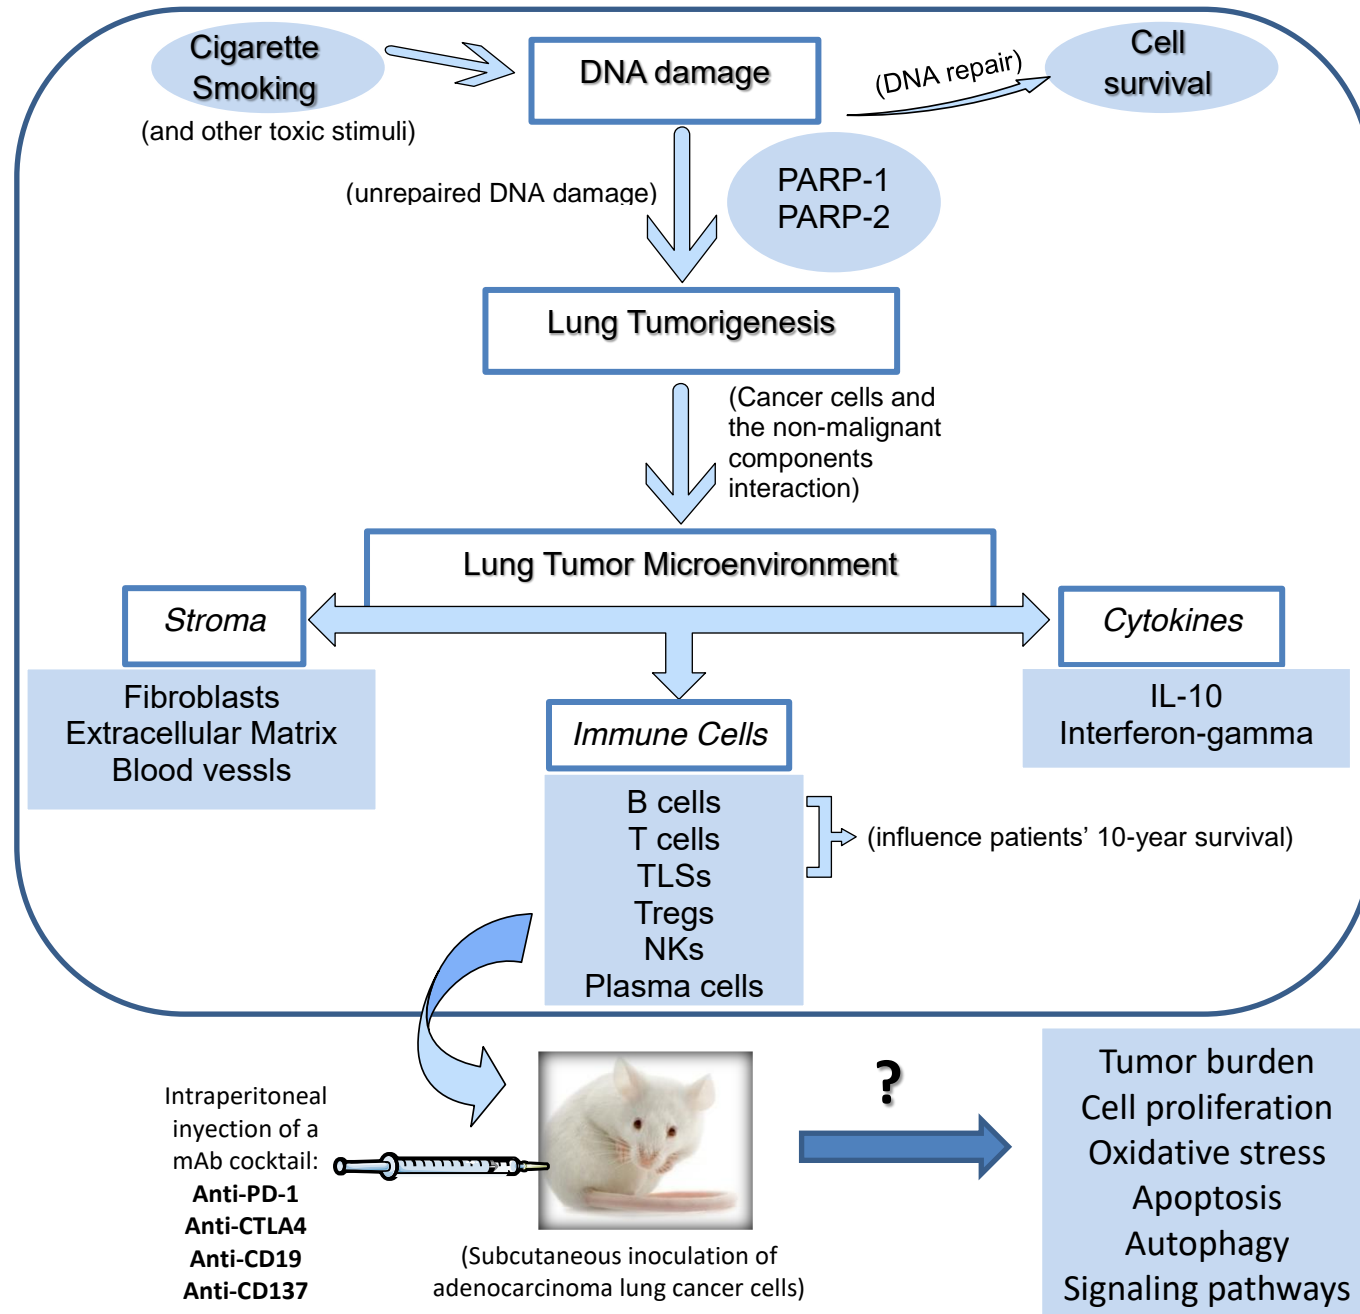 Cigarette
Smoking
(and other toxic stimuli)
DNA damage
(DNA repair)
Cell
survival
(unrepaired DNA damage)
PARP-1
PARP-2
Lung Tumorigenesis
(Cancer cells and
the non-malignant
components
interaction)
Lung Tumor Microenvironment
Stroma
Fibroblasts
Extracellular Matrix
Blood vessls
Immune Cells
B cells
T cells
TLSs
Tregs
NKs
Plasma cells
(influence patients’ 10-year survival)
Cytokines
IL-10
Interferon-gamma
Intraperitoneal
inyection of a
mAb cocktail:
Anti-PD-1
Anti-CTLA4
Anti-CD19
Anti-CD137
(Subcutaneous inoculation of
adenocarcinoma lung cancer cells)
?
Tumor burden
Cell proliferation
Oxidative stress
Apoptosis
Autophagy
Signaling pathways